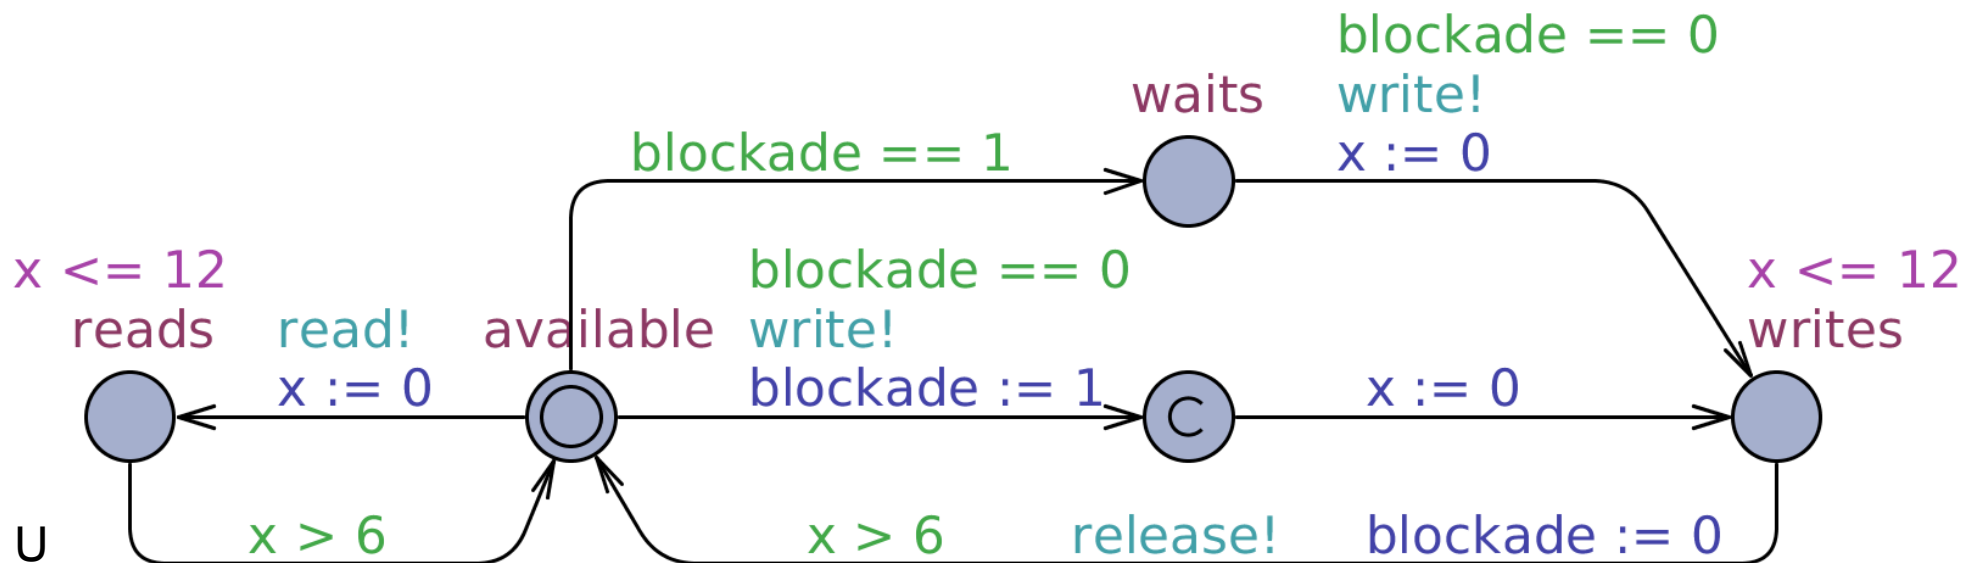 blockade == 0
waits
write!
blockade == 1
x := 0
x <= 12
blockade == 0
x <= 12
reads
read!
available
write!
writes
x := 0
blockade := 1
C
x := 0
U
x > 6
x > 6
release!
blockade := 0